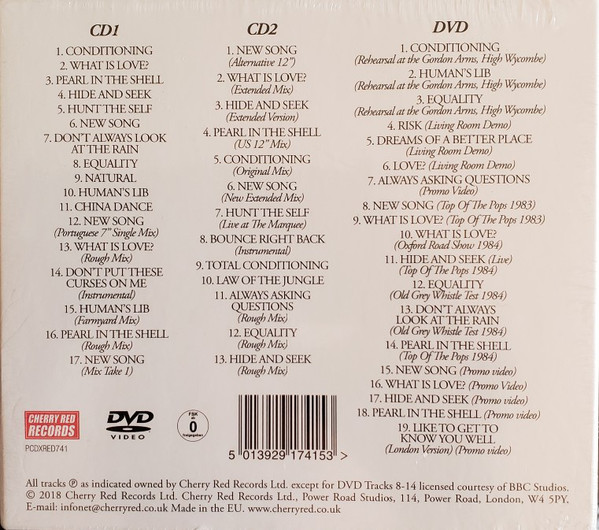 CD1
1. CONDITIONING
2. WHAT IS LOVE?
3. PEARL IN THE SHELL
4. HIDE AND SEEK
5. HUNT THE SELF
6. NEW SONG
7. DON'T ALWAYS LOOK
AT THE RAIN
8. EQUALITY
9. NATURAL
10. HUMAN'S LIB
11. CHINA DANCE
12. NEW SONG
(Portuguese 7" Single Mix)
13. WHAT IS LOVE?
(Rough Mix)
14. DON'T PUT THESE
CURSES ON ME
(Instrumental)
15. HUMAN'S LIB
(Farmyard Mix)
16. PEARL IN THE SHELL
(Rough Mix)
17. NEW SONG
(Mix Take 1)
CD2
1. NEW SONG
(Alternative 12")
2. WHAT IS LOVE?
(Extended Mix)
3. HIDE AND SEEK
(Extended Version)
4. PEARL IN THE SHELL
(US 12" Mix)
5. CONDITIONING
(Original Mix)
6. NEW SONG
(New Extended Mix)
7. HUNT THE SELF
(Live at The Marquee)
8. BOUNCE RIGHT BACK
(Instrumental)
9. TOTAL CONDITIONING
10. LAW OF THE JUNGLE
11. ALWAYS ASKING
QUESTIONS
(Rough Mix)
12. EQUALITY
(Rough Mix)
13. HIDE AND SEEK
(Rough Mix)
DVD
1. CONDITIONING
(Rehearsal at the Gordon Arms, High Wycombe)
2. HUMAN'S LIB
(Rehearsal at the Gordon Arms, High Wycombe)
3. EQUALITY
(Rehearsal at the Gordon Arms, High Wycombe)
4. RISK (Living Room Demo)
5. DREAMS OF A BETTER PLACE
(Living Room Demo)
6. LOVE? (Living Room Demo)
7. ALWAYS ASKING QUESTIONS
(Promo Video)
8. NEW SONG (Top Of The Pops 1983)
9. WHAT IS LOVE? (Top Of The Pops 1983)
10. WHAT IS LOVE?
(Oxford Road Show 1984)
11. HIDE AND SEEK (Live)
(Top Of The Pops 1984)
12. EQUALITY
(Old Grey Whistle Test 1984)
13. DON'T ALWAYS
LOOK AT THE RAIN
(Old Grey Whistle Test 1984)
14. PEARL IN THE SHELL
(Top Of The Pops 1984)
15. NEW SONG (Promo video)
16. WHAT IS LOVE? (Promo Video)
17. HIDE AND SEEK (Promo video)
18. PEARL IN THE SHELL (Promo video)
19. LIKE TO GET TO
KNOW YOU WELL
(London Version) (Promo video)
CHERRY RED
RECORDS
PCDXRED741
DVD
VIDEO
FSK
ab
0
freigegeben
5 013929 174153 >
All tracks ℗ as indicated owned by Cherry Red Records Ltd. except for DVD Tracks 8-14 licensed courtesy of BBC Studios.
© 2018 Cherry Red Records Ltd. Cherry Red Records Ltd., Power Road Studios, 114, Power Road, London, W4 5PY.
E-mail: infonet@cherryred.co.uk Made in the EU. www.cherryred.co.uk